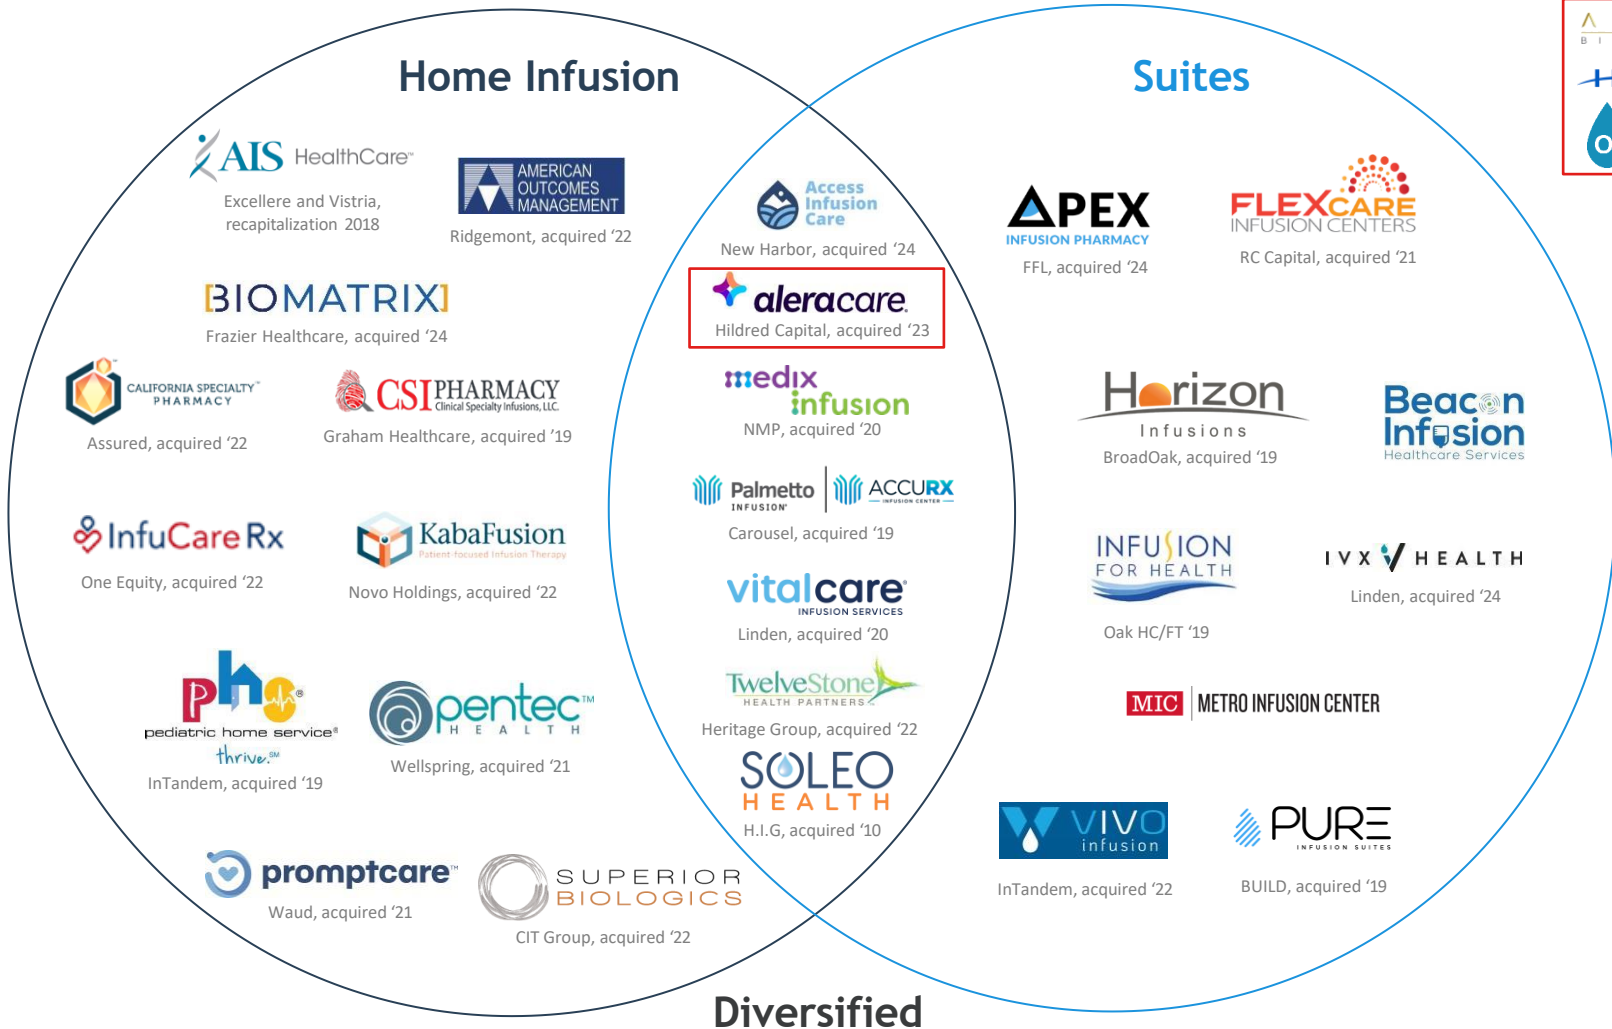 Home Infusion
Suites
AIS HealthCare™
Excellere and Vistria,
recapitalization 2018
AMERICAN
OUTCOMES
MANAGEMENT
Ridgemont, acquired ‘22
BIOMATRIX
Frazier Healthcare, acquired ‘24
CALIFORNIA SPECIALTY™
PHARMACY
Assured, acquired ‘22
CSI PHARMACY
Clinical Specialty Infusions, LLC.
Graham Healthcare, acquired ’19
InfuCare Rx
One Equity, acquired ‘22
KabaFusion
Patient-focused Infusion Therapy
Novo Holdings, acquired ‘22
phs®
pediatric home service®
thrive.℠
InTandem, acquired ‘19
pentec™
HEALTH
Wellspring, acquired ‘21
promptcare™
Waud, acquired ‘21
SUPERIOR
BIOLOGICS
CIT Group, acquired ‘22
Access
Infusion
Care
New Harbor, acquired ‘24
aleracare.
Hildred Capital, acquired ‘23
medix
infusion
NMP, acquired ‘20
Palmetto
INFUSION
ACCURX
INFUSION CENTER
Carousel, acquired ‘19
vitalcare
INFUSION SERVICES
Linden, acquired ‘20
TwelveStone
HEALTH PARTNERS
Heritage Group, acquired ‘22
SOLEO
HEALTH
H.I.G, acquired ‘10
APEX
INFUSION PHARMACY
FFL, acquired ‘24
FLEXCARE
INFUSION CENTERS
RC Capital, acquired ‘21
Horizon
Infusions
BroadOak, acquired ‘19
Beacon
Infusion
Healthcare Services
INFUSION
FOR HEALTH
Oak HC/FT ‘19
IVX HEALTH
Linden, acquired ‘24
MIC METRO INFUSION CENTER
VIVO
infusion
InTandem, acquired ‘22
PURE
INFUSION SUITES
BUILD, acquired ‘19
Diversified